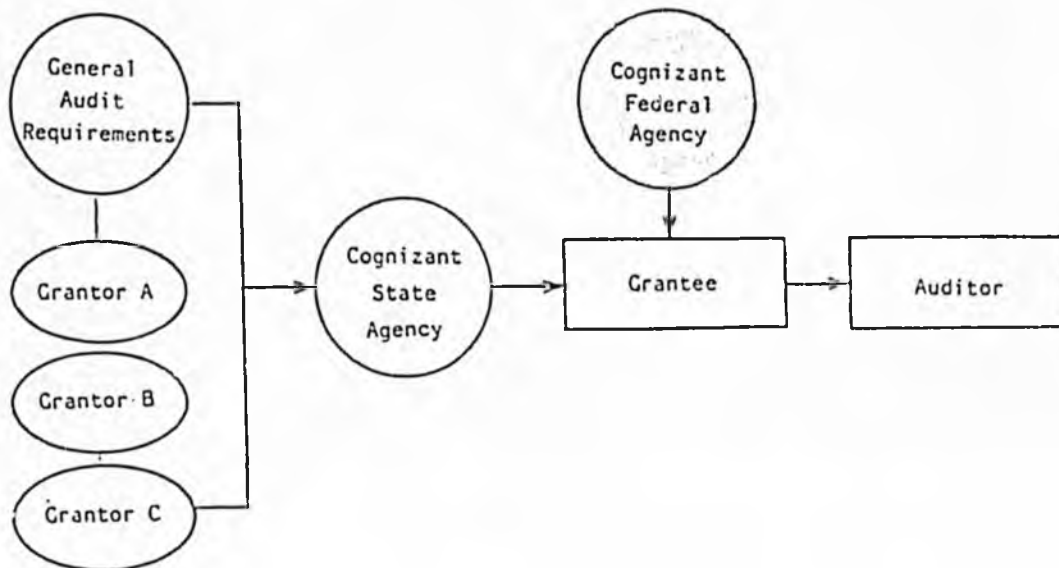 General
Audit
Requirements
Cognizant
Federal
Agency
Grantor A
Cognizant
State
Agency
Grantee
Auditor
Grantor B
Grantor C